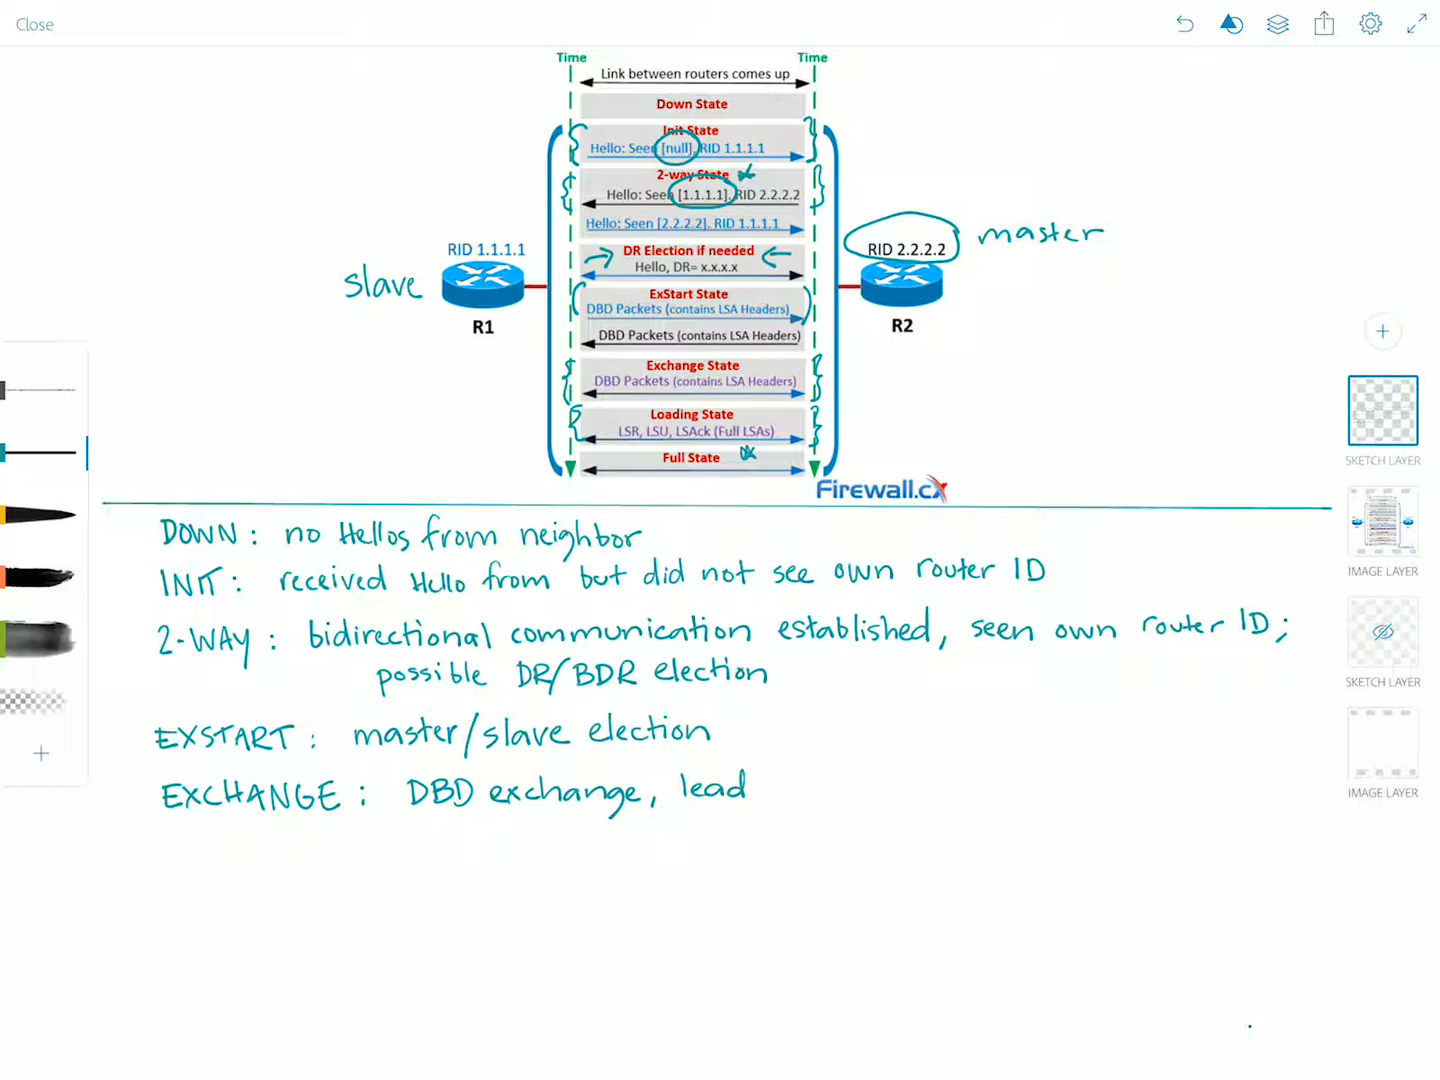 Close
Time
Time
Link between routers comes up
Down State
Init State
Hello: Seen [null], RID 1.1.1.1
2-way State
Hello: Seen [1.1.1.1], RID 2.2.2.2
Hello: Seen [2.2.2.2], RID 1.1.1.1
DR Election if needed
Hello, DR= x.x.x.x
ExStart State
DBD Packets (contains LSA Headers)
DBD Packets (contains LSA Headers)
Exchange State
DBD Packets (contains LSA Headers)
Loading State
LSR, LSU, LSAck (Full LSAs)
Full State
RID 1.1.1.1
slave
R1
RID 2.2.2.2
master
R2
Firewall.cx
DOWN: no Hellos from neighbor
INIT: received Hello from but did not see own router ID
2-WAY: bidirectional communication established, seen own router ID;
possible DR/BDR election
EXSTART: master/slave election
EXCHANGE: DBD exchange, lead
SKETCH LAYER
IMAGE LAYER
SKETCH LAYER
IMAGE LAYER